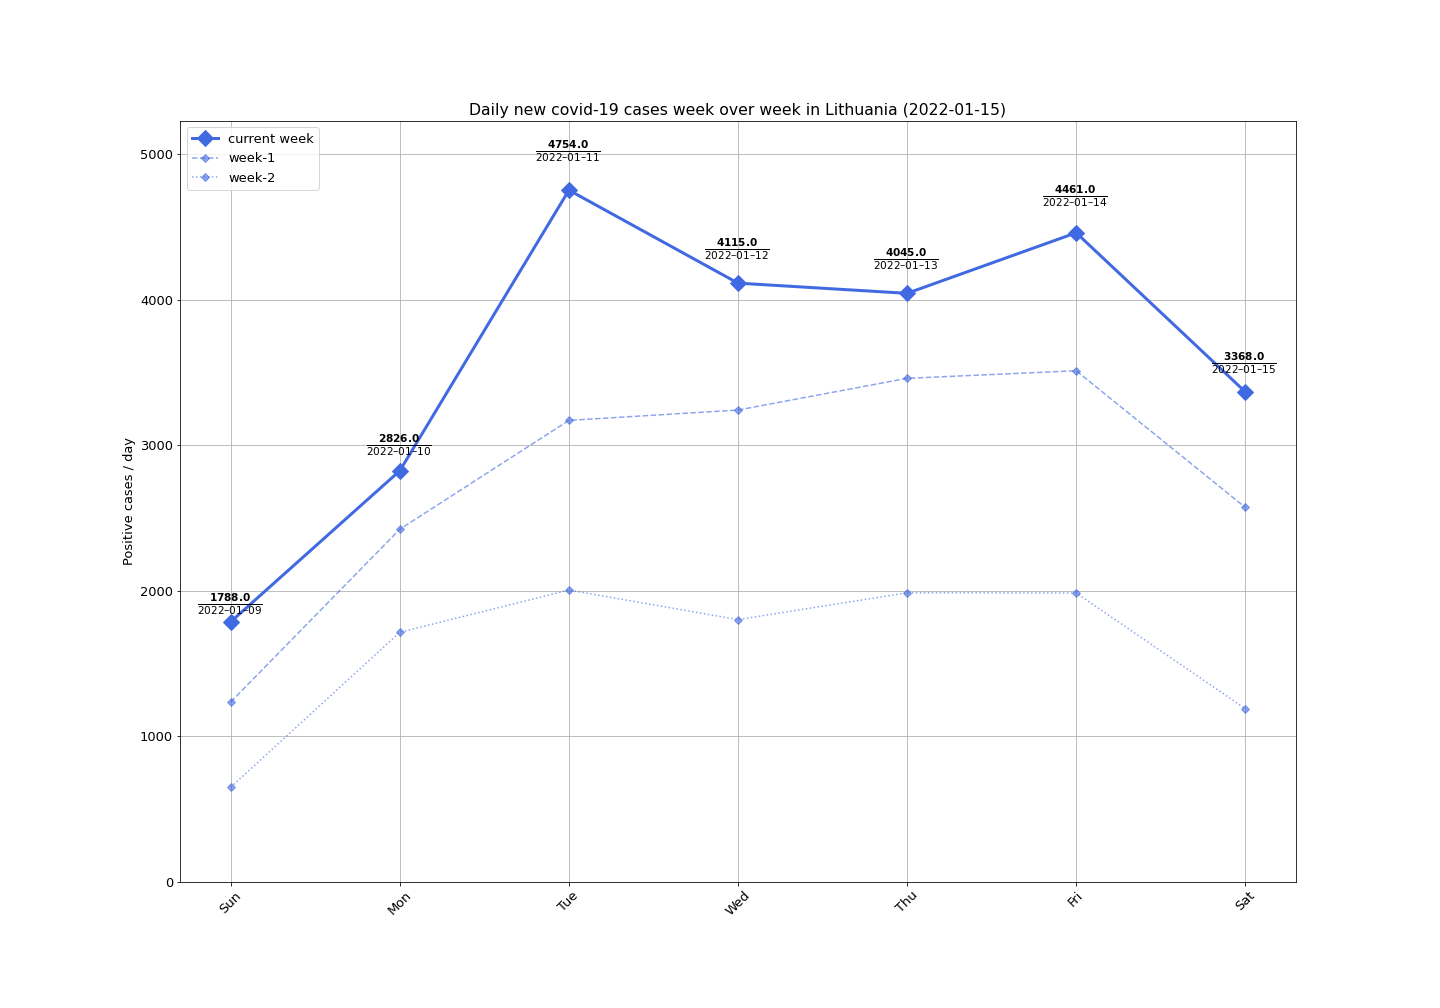 Daily new covid-19 cases week over week in Lithuania (2022-01-15)
current week
week-1
week-2
5000
4000
3000
2000
1000
0
Positive cases / day
4754.0
2022–01–11
4461.0
2022–01–14
4115.0
2022–01–12
4045.0
2022–01–13
3368.0
2022–01–15
2826.0
2022–01–10
1788.0
2022–01–09
Sun
Mon
Tue
Wed
Thu
Fri
Sat